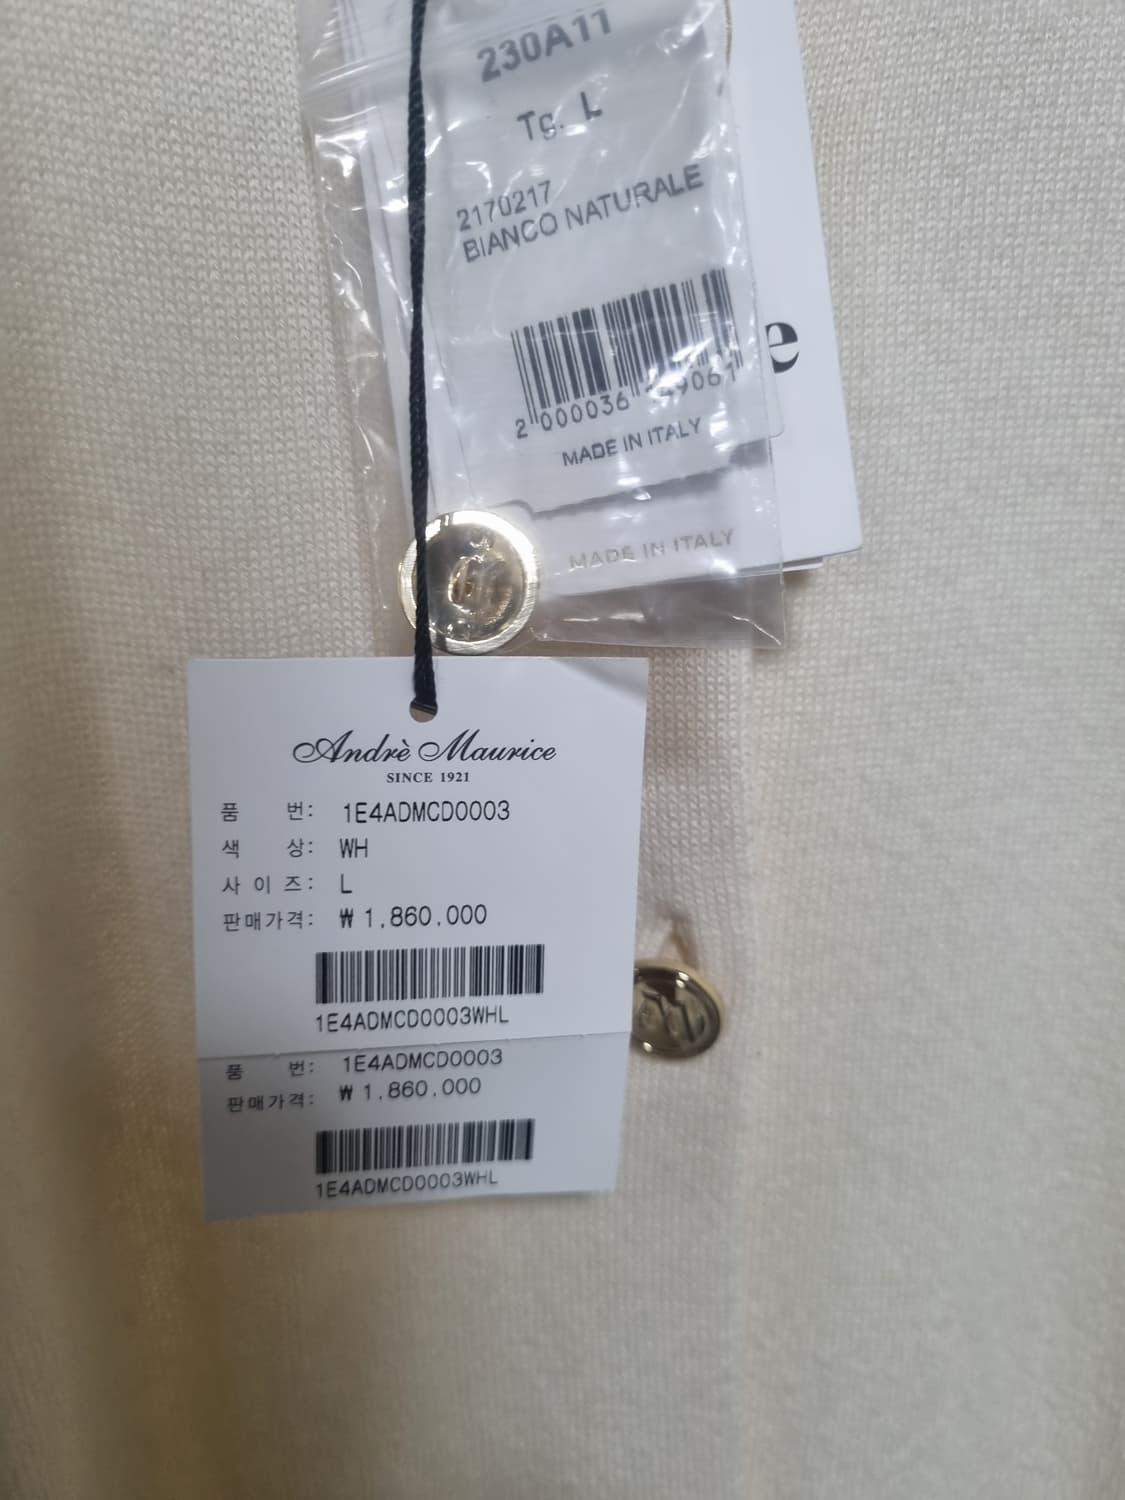 230A11
Tg. L
2170217
BIANCO NATURALE
e
2 000036 9061
MADE IN ITALY
MADE IN ITALY
Andrè Maurice
SINCE 1921
품 번: 1E4ADMCD0003
색 상: WH
사 이 즈: L
판매가격: ₩ 1,860,000
1E4ADMCD0003WHL
품 번: 1E4ADMCD0003
판매가격: ₩ 1,860,000
1E4ADMCD0003WHL